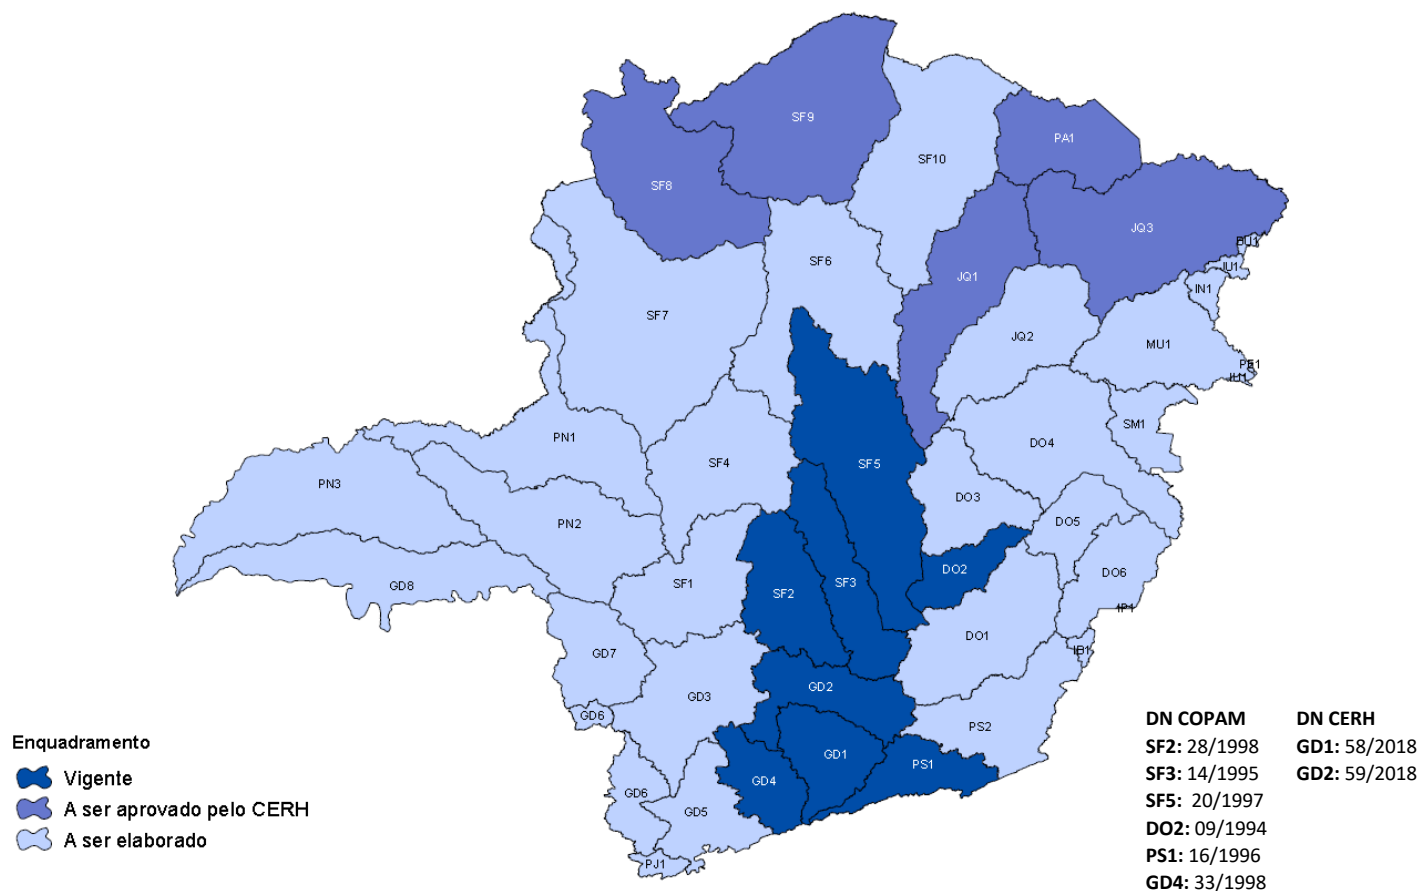 SF9
PA1
SF10
SF8
JQ3
BU1
SF6
JU1
JQ1
IN1
SF7
JQ2
MU1
PE1
SM1
PN1
DO4
SF4
SF5
PN3
DO3
PN2
DO5
DO2
DO6
SF1
SF3
GD8
SF2
IP1
DO1
GD7
GD2
GD3
GD6
PS2
GD1
PS1
GD4
GD6
GD5
PJ1
Enquadramento
Vigente
A ser aprovado pelo CERH
A ser elaborado
DN COPAM
SF2: 28/1998
SF3: 14/1995
SF5: 20/1997
DO2: 09/1994
PS1: 16/1996
GD4: 33/1998
DN CERH
GD1: 58/2018
GD2: 59/2018